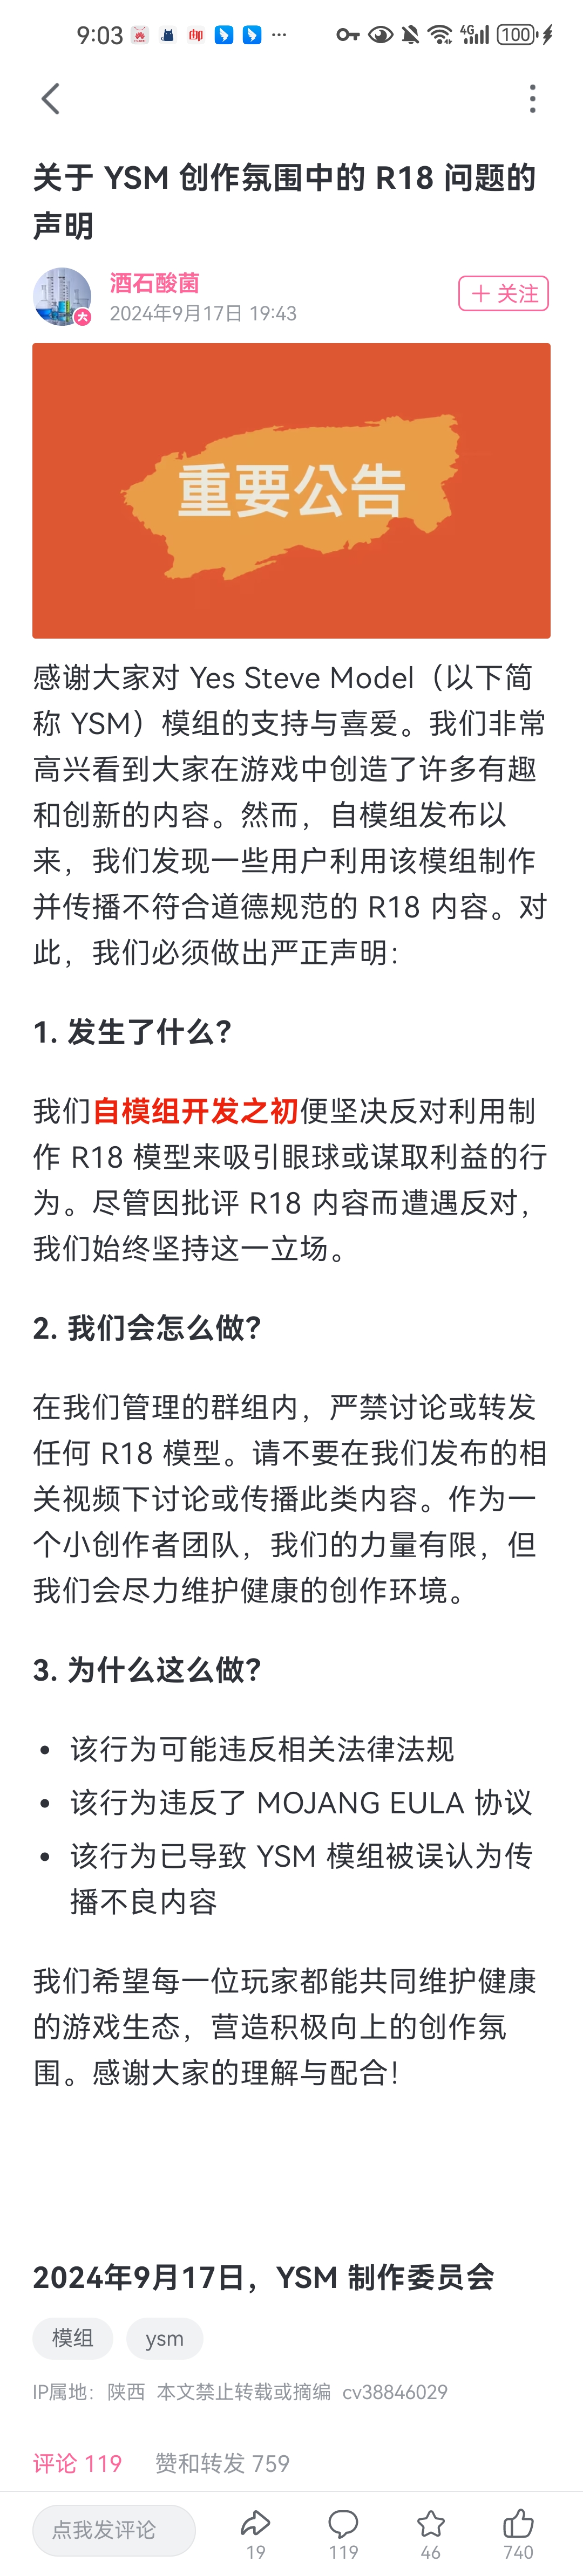 9:03
4G
100
关于 YSM 创作氛围中的 R18 问题的
声明
酒石酸菌
大
2024年9月17日 19:43
关注
重要公告
感谢大家对 Yes Steve Model（以下简
称 YSM）模组的支持与喜爱。我们非常
高兴看到大家在游戏中创造了许多有趣
和创新的内容。然而，自模组发布以
来，我们发现一些用户利用该模组制作
并传播不符合道德规范的 R18 内容。对
此，我们必须做出严正声明：
1. 发生了什么？
我们自模组开发之初便坚决反对利用制
作 R18 模型来吸引眼球或谋取利益的行
为。尽管因批评 R18 内容而遭遇反对，
我们始终坚持这一立场。
2. 我们会怎么做？
在我们管理的群组内，严禁讨论或转发
任何 R18 模型。请不要在我们发布的相
关视频下讨论或传播此类内容。作为一
个小创作者团队，我们的力量有限，但
我们会尽力维护健康的创作环境。
3. 为什么这么做？
• 该行为可能违反相关法律法规
• 该行为违反了 MOJANG EULA 协议
• 该行为已导致 YSM 模组被误认为传
播不良内容
我们希望每一位玩家都能共同维护健康
的游戏生态，营造积极向上的创作氛
围。感谢大家的理解与配合！
2024年9月17日，YSM 制作委员会
模组 ysm
IP属地：陕西 本文禁止转载或摘编 cv38846029
评论 119 赞和转发 759
点我发评论
19 119 46 740